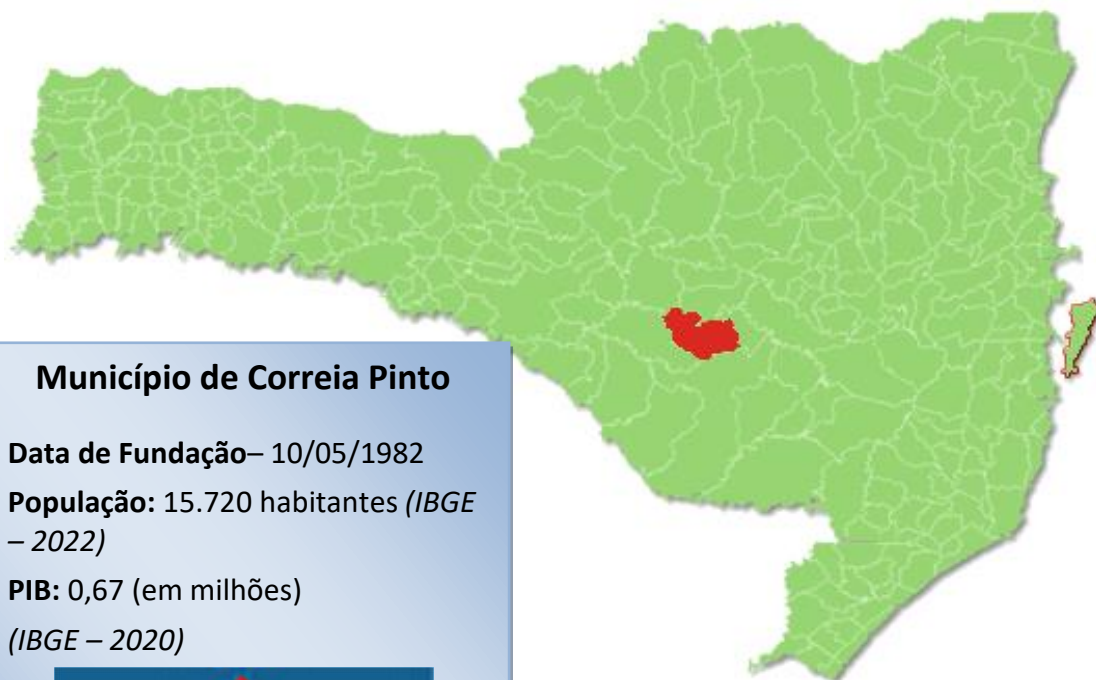 Município de Correia Pinto
Data de Fundação– 10/05/1982
População: 15.720 habitantes (IBGE
– 2022)
PIB: 0,67 (em milhões)
(IBGE – 2020)